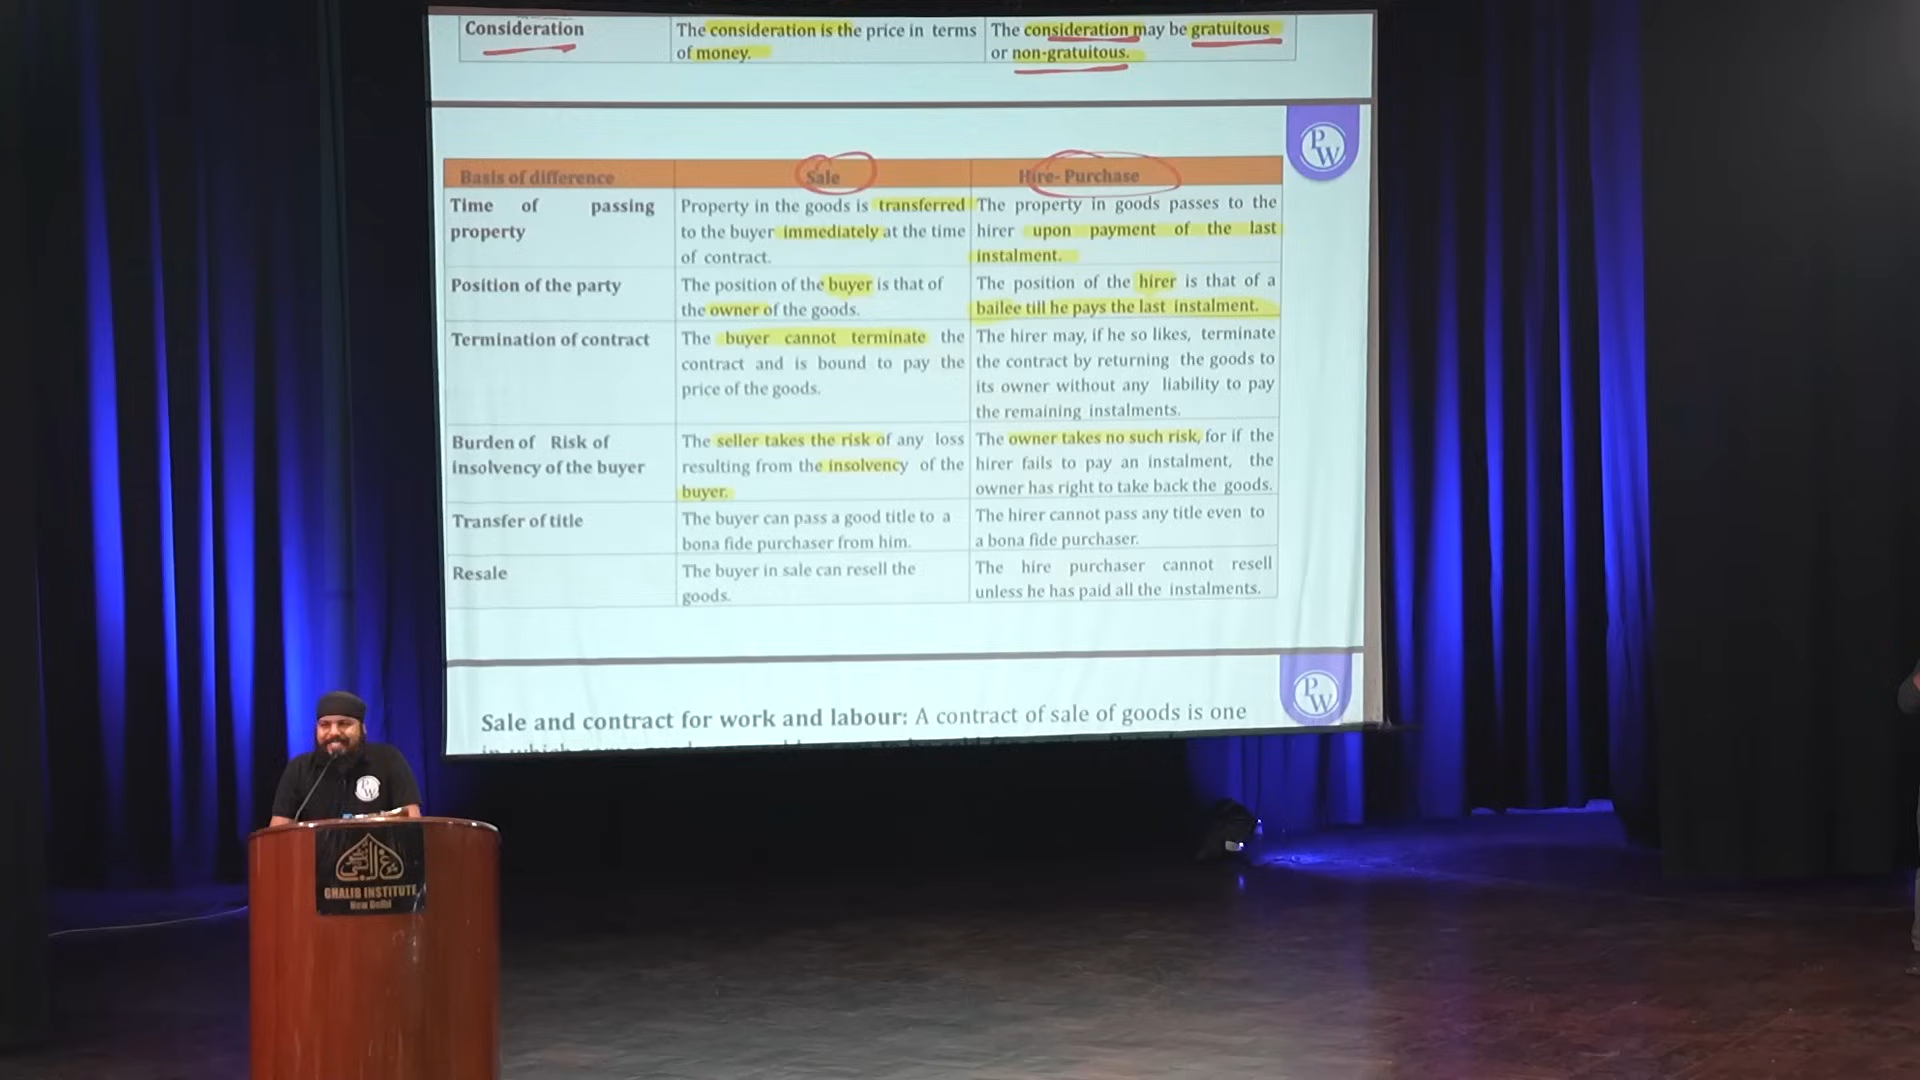 Consideration
The consideration is the price in terms
of money.
The consideration may be gratuitous
or non-gratuitous.
PW
Basis of difference
Sale
Hire- Purchase
Time of passing
property
Property in the goods is transferred
to the buyer immediately at the time
of contract.
The property in goods passes to the
hirer upon payment of the last
instalment.
Position of the party
The position of the buyer is that of
the owner of the goods.
The position of the hirer is that of a
bailee till he pays the last instalment.
Termination of contract
The buyer cannot terminate the
contract and is bound to pay the
price of the goods.
The hirer may, if he so likes, terminate
the contract by returning the goods to
its owner without any liability to pay
the remaining instalments.
Burden of Risk of
insolvency of the buyer
The seller takes the risk of any loss
resulting from the insolvency of the
buyer.
The owner takes no such risk, for if the
hirer fails to pay an instalment, the
owner has right to take back the goods.
Transfer of title
The buyer can pass a good title to a
bona fide purchaser from him.
The hirer cannot pass any title even to
a bona fide purchaser.
Resale
The buyer in sale can resell the
goods.
The hire purchaser cannot resell
unless he has paid all the instalments.
PW
Sale and contract for work and labour: A contract of sale of goods is one
in which some goods
PW
GHALIB INSTITUTE
New Delhi